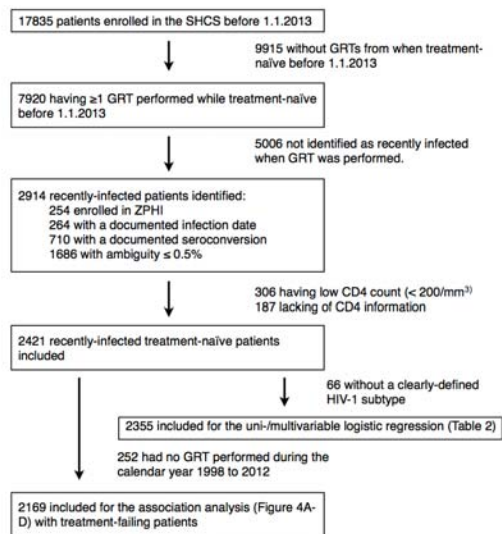 17835 patients enrolled in the SHCS before 1.1.2013
9915 without GRTs from when treatment-
naïve before 1.1.2013
7920 having ≥1 GRT performed while treatment-naïve
before 1.1.2013
5006 not identified as recently infected
when GRT was performed.
2914 recently-infected patients identified:
254 enrolled in ZPHI
264 with a documented infection date
710 with a documented seroconversion
1686 with ambiguity ≤ 0.5%
306 having low CD4 count (< 200/mm³⁾
187 lacking of CD4 information
2421 recently-infected treatment-naïve patients
included
66 without a clearly-defined
HIV-1 subtype
2355 included for the uni-/multivariable logistic regression (Table 2)
252 had no GRT performed during the
calendar year 1998 to 2012
2169 included for the association analysis (Figure 4A-
D) with treatment-failing patients